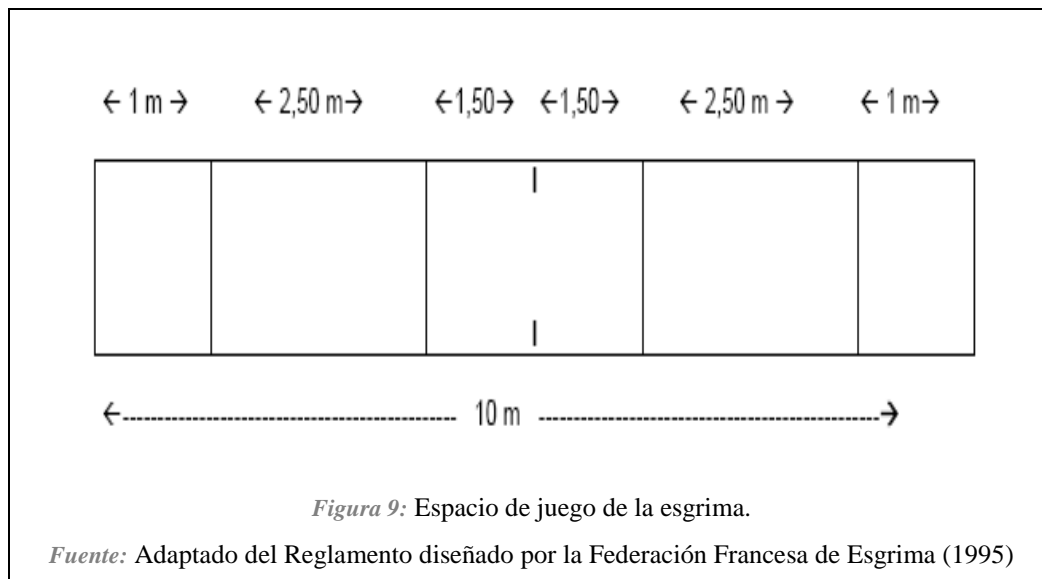 ← 1 m → ← 2,50 m→ ←1,50→ ←1,50→ ← 2,50 m → ← 1 m→
←------------------------------------------ 10 m -------------------------------------------→
Figura 9: Espacio de juego de la esgrima.
Fuente: Adaptado del Reglamento diseñado por la Federación Francesa de Esgrima (1995)